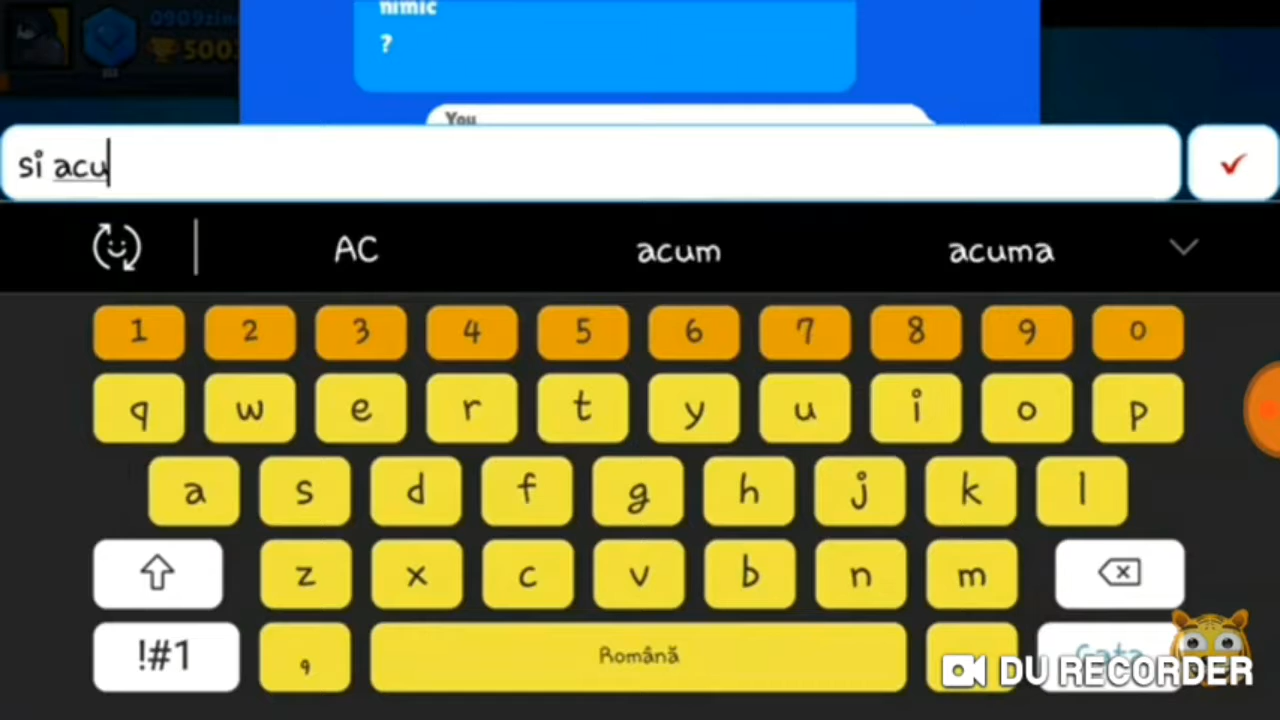 nimic
?
You
si acu
AC acum acuma
1 2 3 4 5 6 7 8 9 0
q w e r t y u i o p
a s d f g h j k l
z x c v b n m
!#1 , Română Gata
DU RECORDER